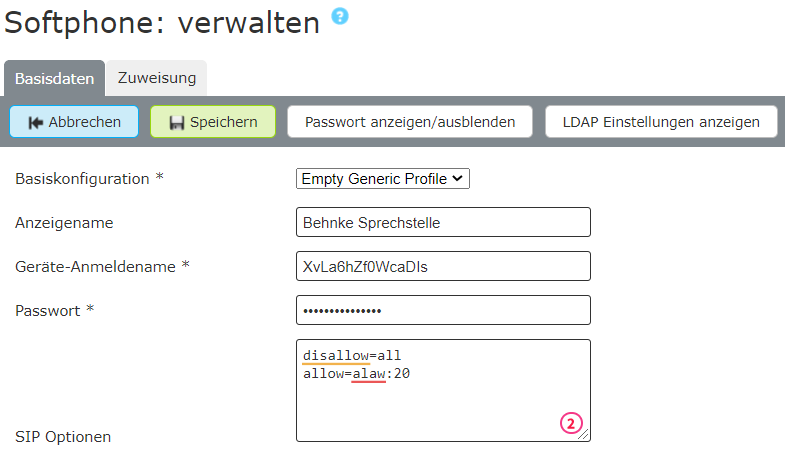 Softphone: verwalten ?
Basisdaten Zuweisung
Abbrechen Speichern Passwort anzeigen/ausblenden LDAP Einstellungen anzeigen
Basiskonfiguration * Empty Generic Profile
Anzeigename Behnke Sprechstelle
Geräte-Anmeldename * XvLa6hZf0WcaDIs
Passwort * •••••••••••••••
disallow=all
allow=alaw:20
2
SIP Optionen